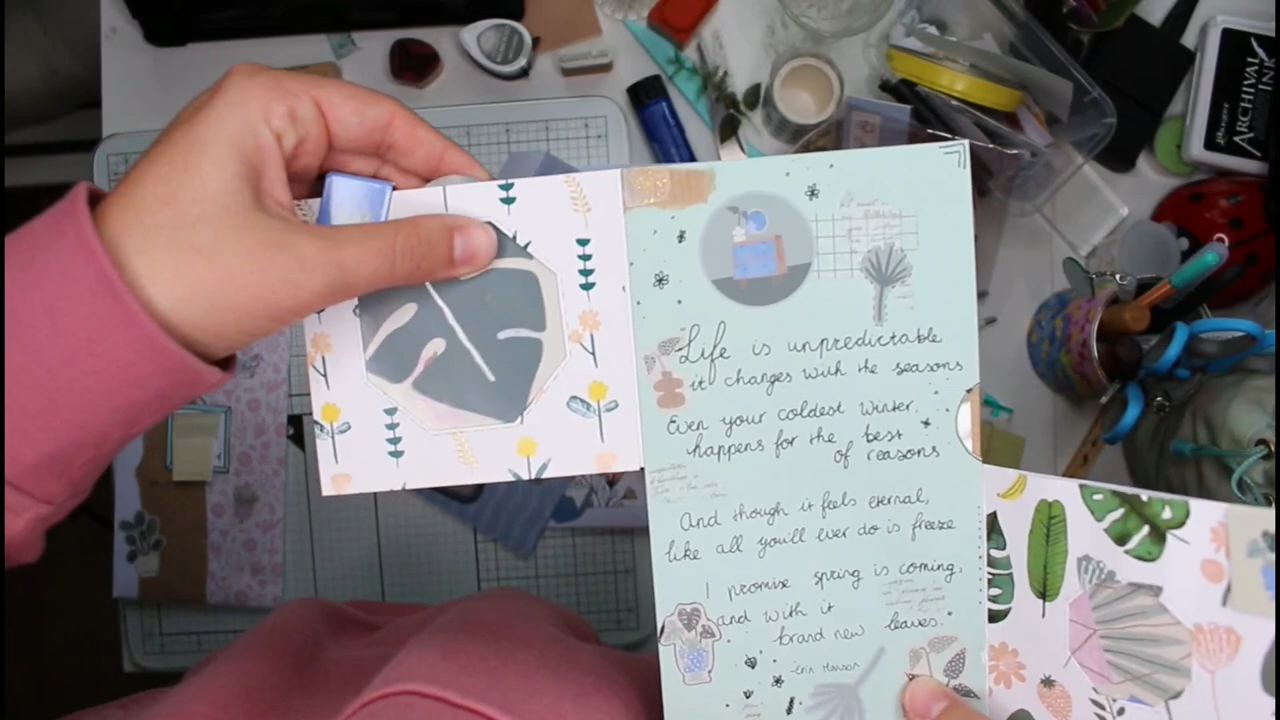 Life is unpredictable
it changes with the seasons
Even your coldest winter,
happens for the best
of reasons
And though it feels eternal,
like all you'll ever do is freeze
I promise spring is coming,
and with it
brand new leaves.
-Erin Hanson
ARCHIVAL
INK